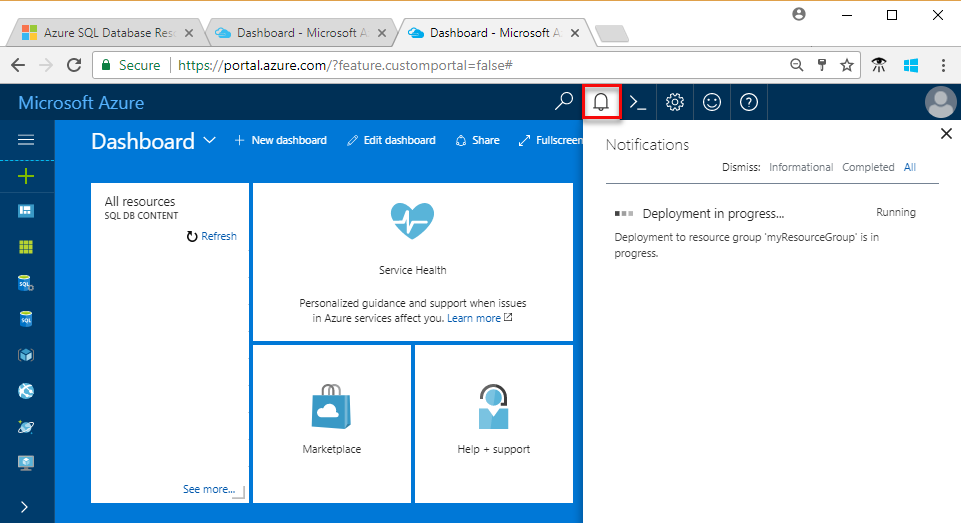 Azure SQL Database Reso
Dashboard - Microsoft A
Dashboard - Microsoft A
Secure
https://portal.azure.com/?feature.customportal=false#
Microsoft Azure
Dashboard
New dashboard
Edit dashboard
Share
Fullscreen
Notifications
Dismiss: Informational Completed All
Deployment in progress... Running
Deployment to resource group 'myResourceGroup' is in
progress.
All resources
SQL DB CONTENT
Refresh
See more...
Service Health
Personalized guidance and support when issues
in Azure services affect you. Learn more
Marketplace
Help + support
SQL
SQL